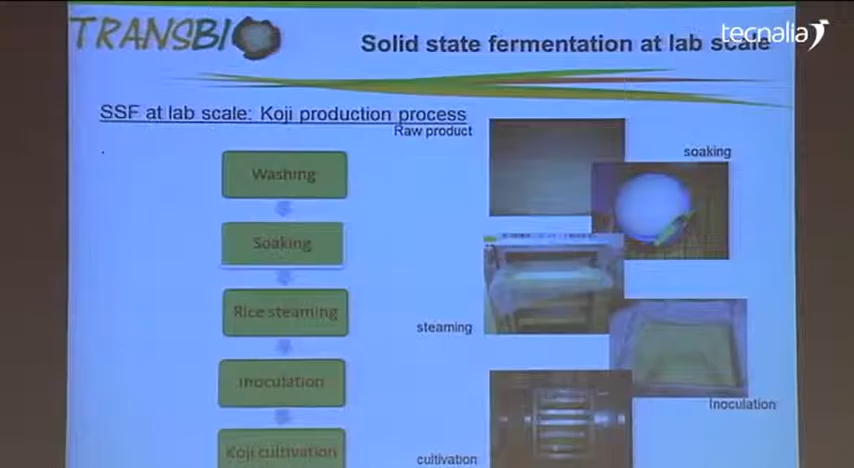 TRANSBIO
tecnalia
Solid state fermentation at lab scale
SSF at lab scale: Koji production process
Raw product
soaking
Washing
Soaking
Rice steaming
steaming
Inoculation
Inoculation
Koji cultivation
cultivation